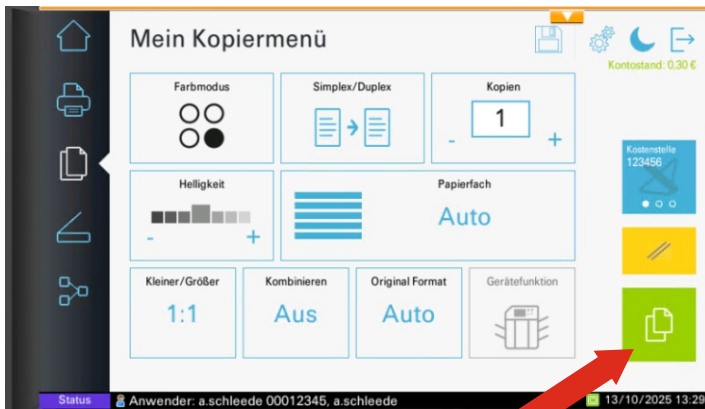 Mein Kopiermenü
Kontostand: 0,30 €
Farbmodus
Simplex/Duplex
Kopien
1
- +
Kostenstelle
123456
Helligkeit
- +
Papierfach
Auto
Kleiner/Größer
1:1
Kombinieren
Aus
Original Format
Auto
Gerätefunktion
Status
Anwender: a.schleede 00012345, a.schleede
13/10/2025 13:29